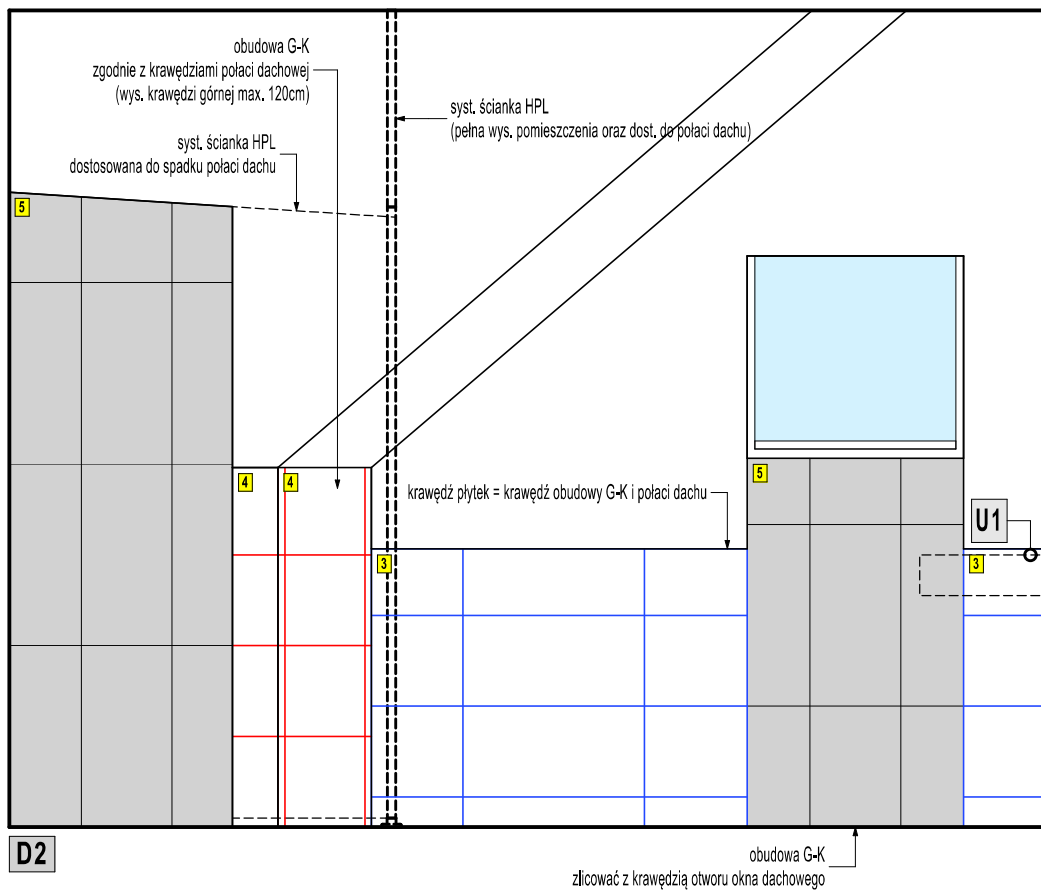 obudowa G-K
zgodnie z krawędziami połaci dachowej
(wys. krawędzi górnej max. 120cm)
syst. ścianka HPL
(pełna wys. pomieszczenia oraz dost. do połaci dachu)
syst. ścianka HPL
dostosowana do spadku połaci dachu
5
4
4
5
krawędź płytek = krawędź obudowy G-K i połaci dachu
U1
3
3
D2
obudowa G-K
zlicować z krawędzią otworu okna dachowego